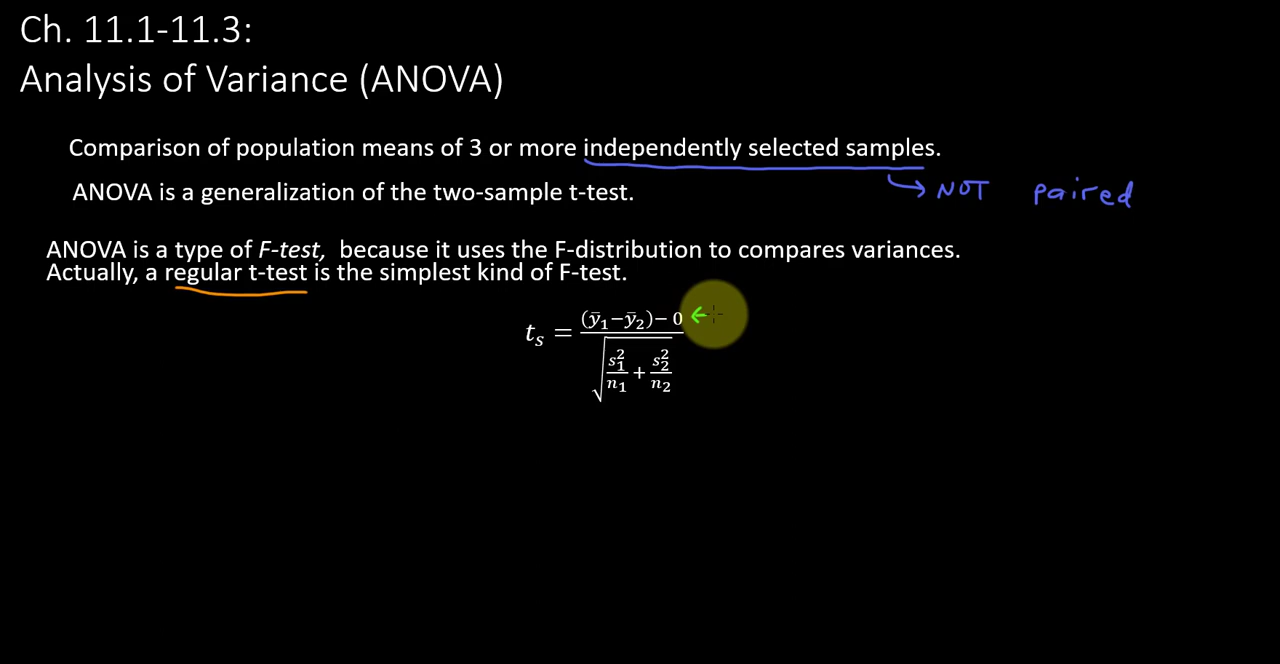 Ch. 11.1-11.3:
Analysis of Variance (ANOVA)
Comparison of population means of 3 or more independently selected samples.
ANOVA is a generalization of the two-sample t-test.
NOT paired
ANOVA is a type of F-test, because it uses the F-distribution to compares variances.
Actually, a regular t-test is the simplest kind of F-test.
tₛ = ((ȳ₁−ȳ₂)− 0) / √(s₁²/n₁ + s₂²/n₂)